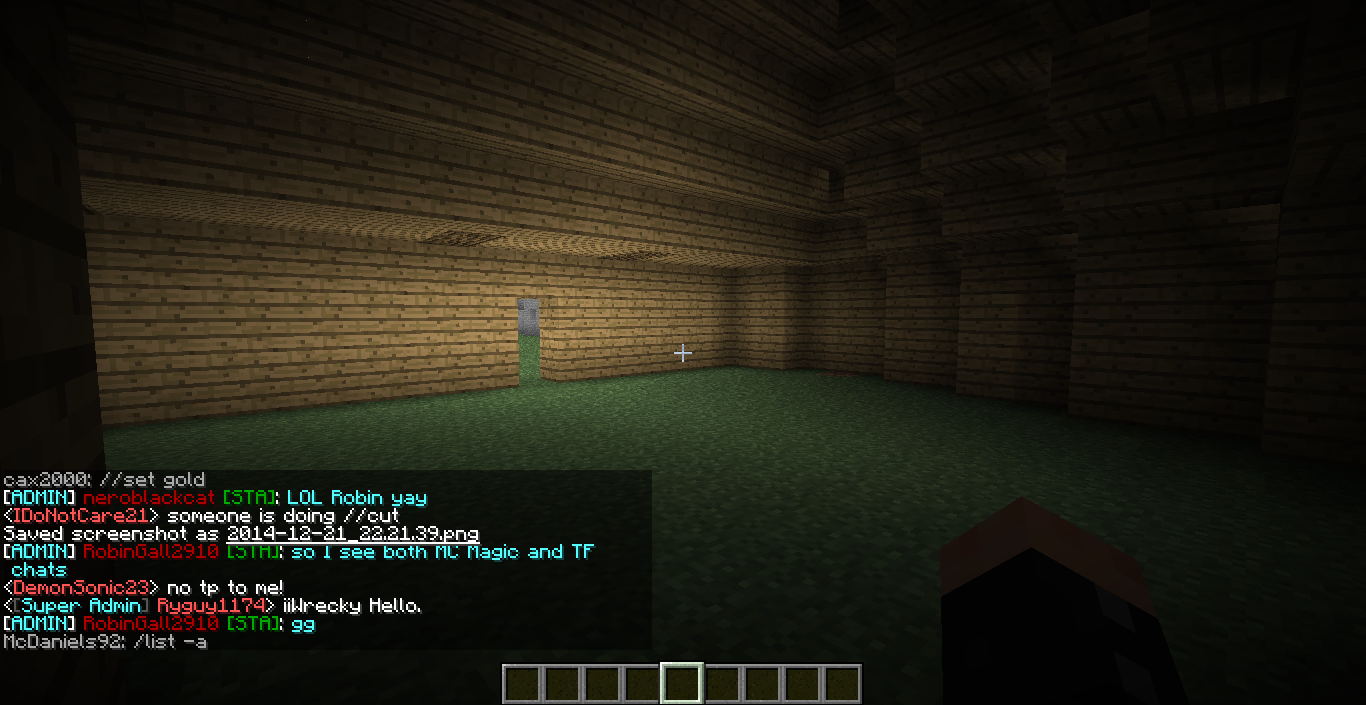 cax2000: //set gold
[ADMIN] neroblackcat [STA]: LOL Robin yay
<IDoNotCare21> someone is doing //cut
Saved screenshot as 2014-12-21_22.21.39.png
[ADMIN] RobinGall2910 [STA]: so I see both MC Magic and TF
chats
<DemonSonic23> no tp to me!
<[Super Admin] Ryguy1174> iiWrecky Hello.
[ADMIN] RobinGall2910 [STA]: gg
McDaniels92: /list -a